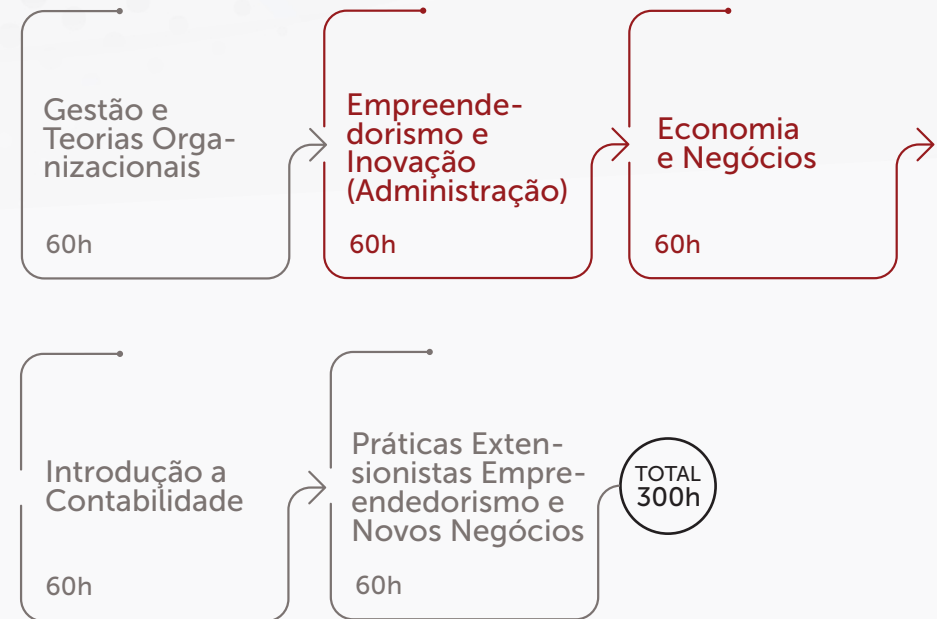 Gestão e
Teorias Orga-
nizacionais
60h
Empreende-
dorismo e
Inovação
(Administração)
60h
Economia
e Negócios
60h
Introdução a
Contabilidade
60h
Práticas Exten-
sionistas Empre-
endedorismo e
Novos Negócios
60h
TOTAL
300h